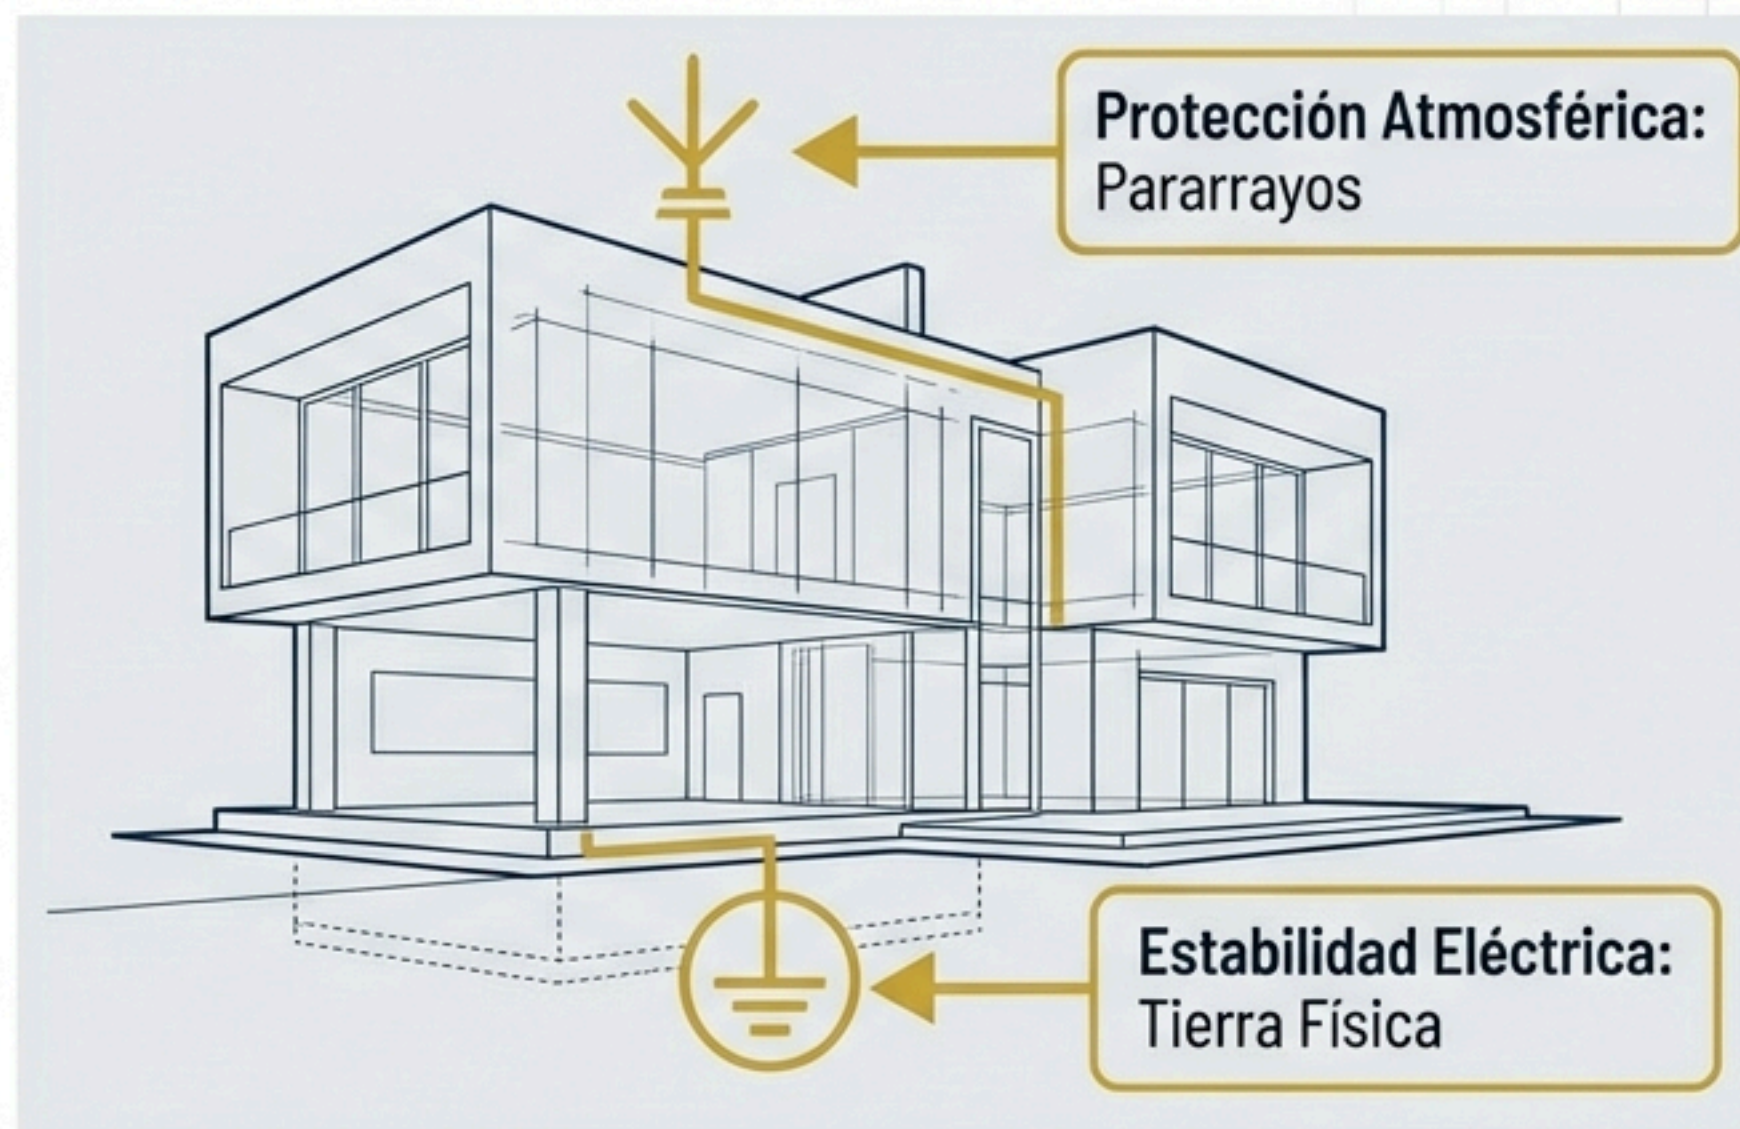 Protección Atmosférica:
Pararrayos
Estabilidad Eléctrica:
Tierra Física